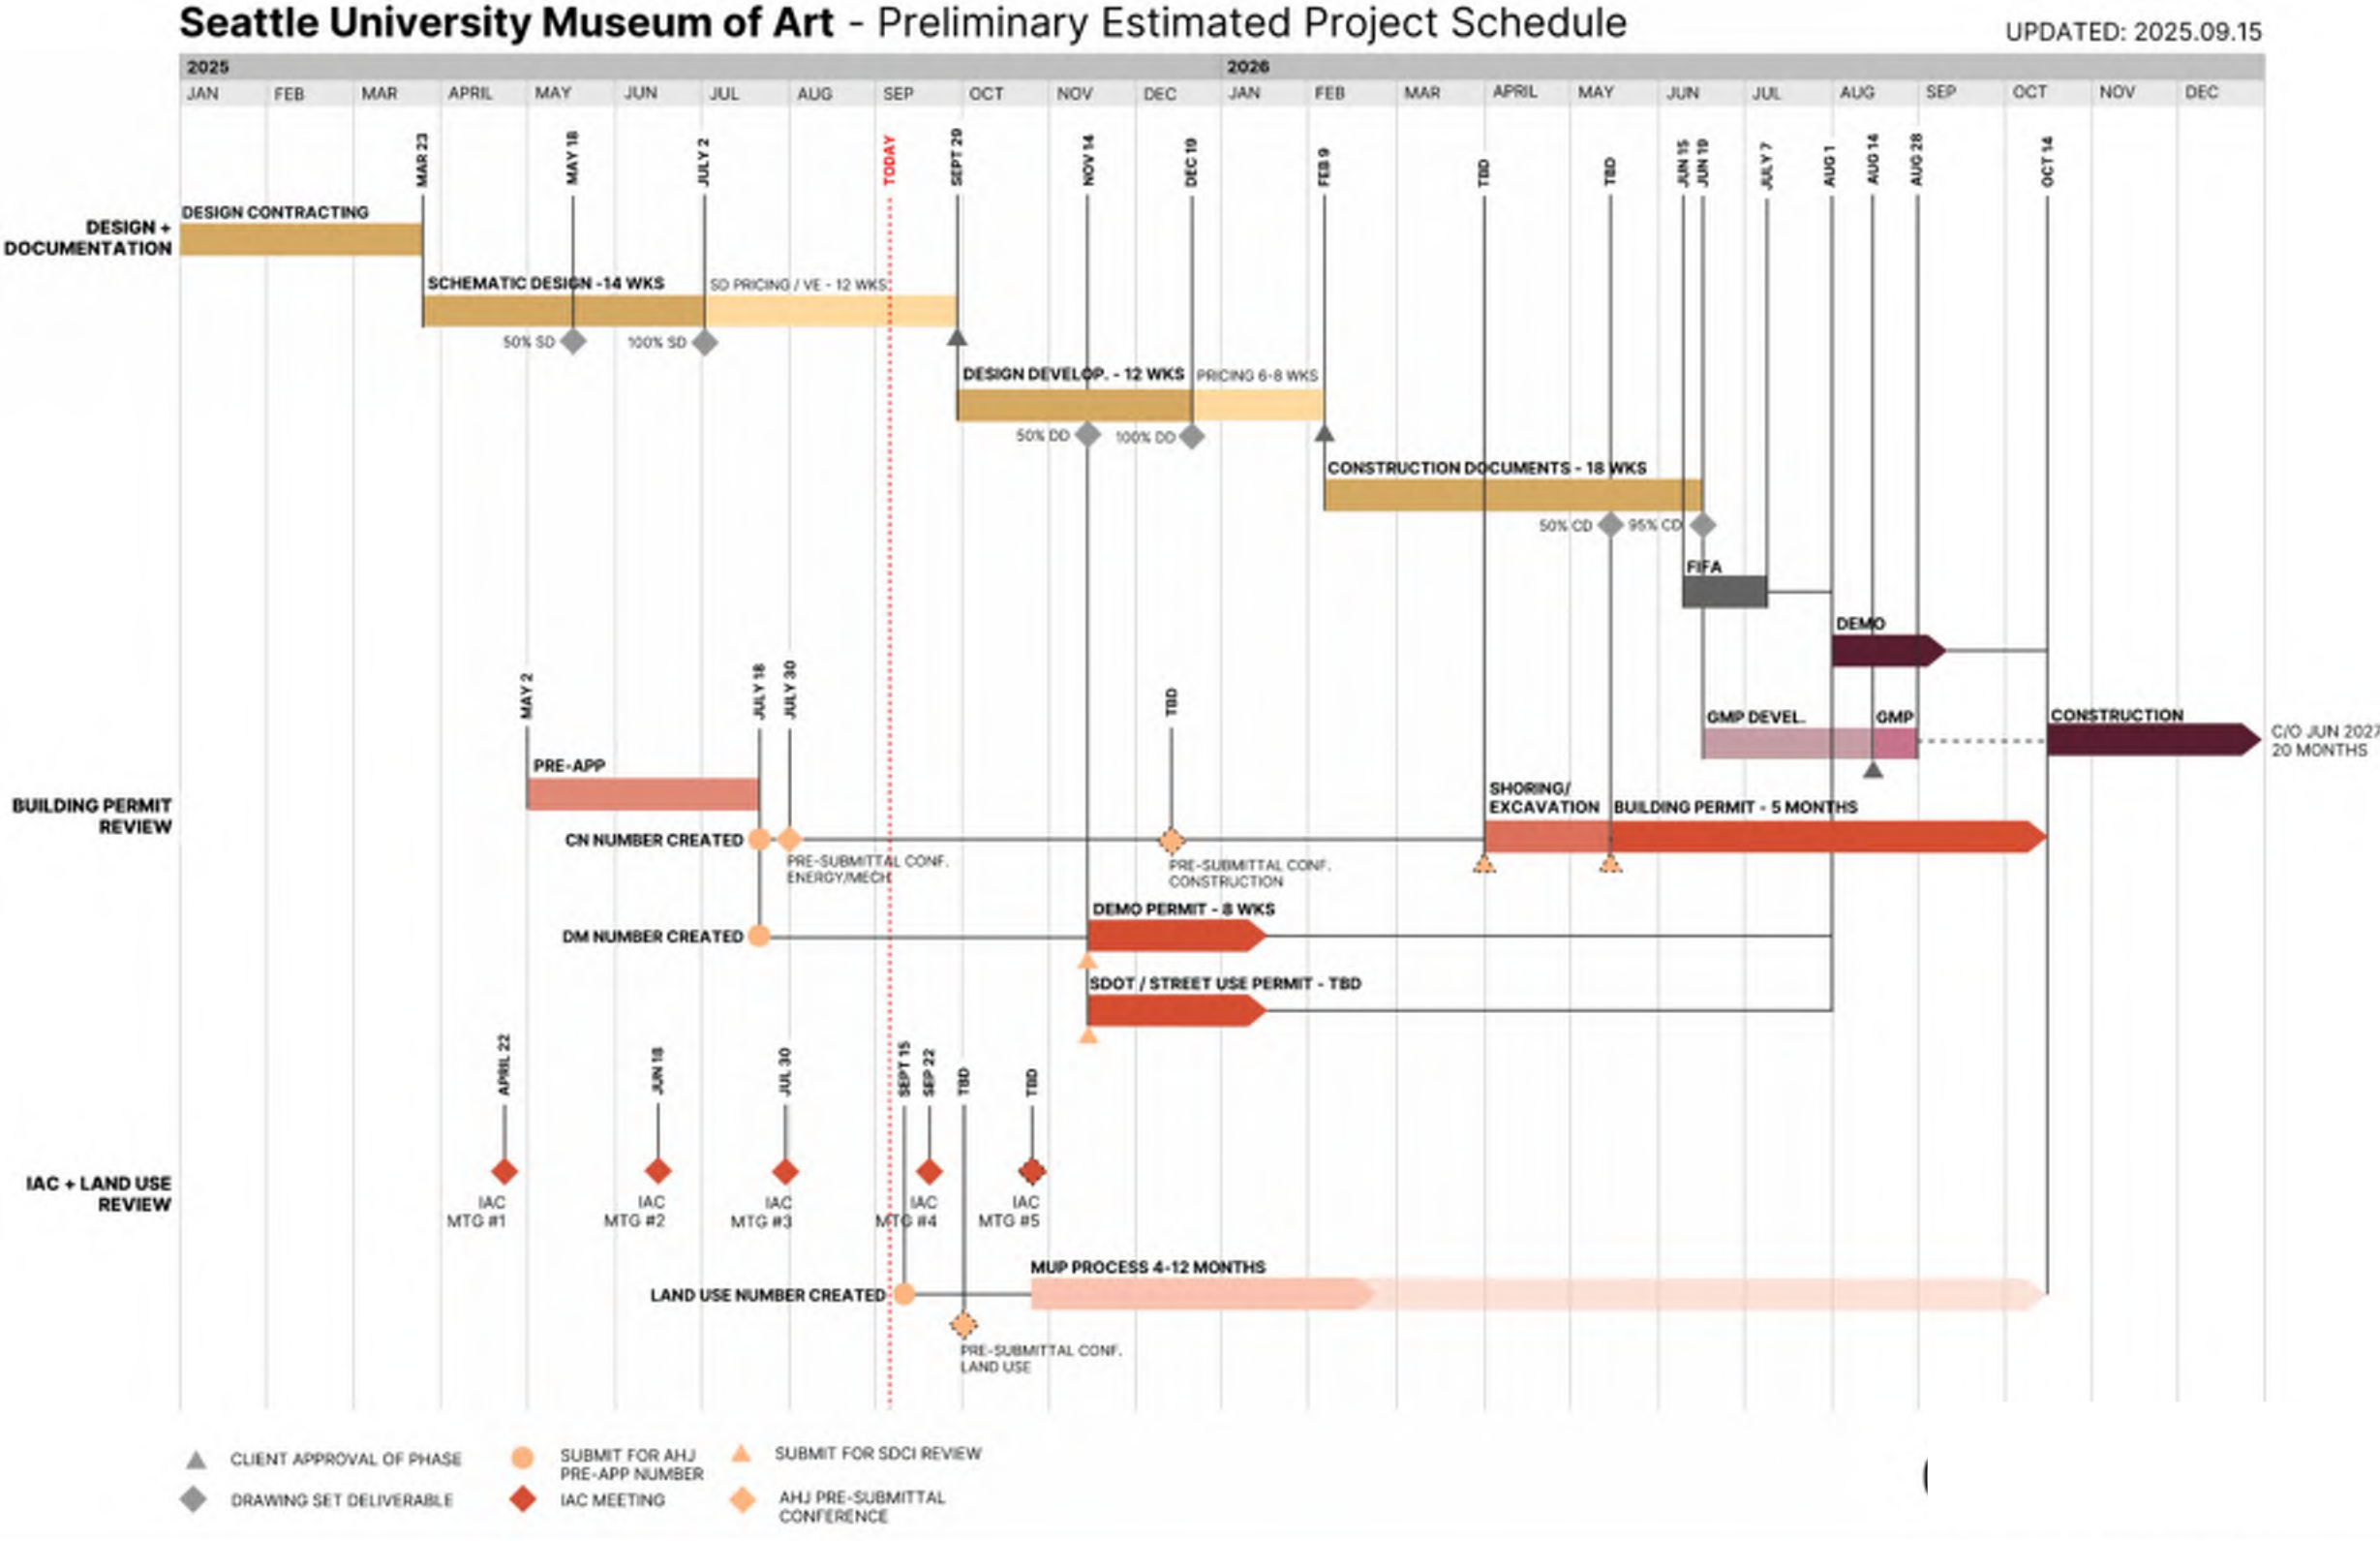 Seattle University Museum of Art - Preliminary Estimated Project Schedule
UPDATED: 2025.09.15
2025
2026
JAN FEB MAR APRIL MAY JUN JUL AUG SEP OCT NOV DEC JAN FEB MAR APRIL MAY JUN JUL AUG SEP OCT NOV DEC
MAR 23
MAY 18
JULY 2
TODAY
SEPT 29
NOV 14
DEC 19
FEB 9
TBD
TBD
JUN 15
JUN 19
JULY 7
AUG 1
AUG 14
AUG 28
OCT 14
DESIGN +
DOCUMENTATION
DESIGN CONTRACTING
SCHEMATIC DESIGN -14 WKS
SD PRICING / VE - 12 WKS
50% SD
100% SD
DESIGN DEVELOP. - 12 WKS
PRICING 6-8 WKS
50% DD
100% DD
CONSTRUCTION DOCUMENTS - 18 WKS
50% CD
95% CD
FIFA
DEMO
GMP DEVEL.
GMP
CONSTRUCTION
C/O JUN 2027
20 MONTHS
BUILDING PERMIT
REVIEW
MAY 2
JULY 18
JULY 30
TBD
PRE-APP
CN NUMBER CREATED
PRE-SUBMITTAL CONF.
ENERGY/MECH
PRE-SUBMITTAL CONF.
CONSTRUCTION
SHORING/
EXCAVATION
BUILDING PERMIT - 5 MONTHS
DM NUMBER CREATED
DEMO PERMIT - 8 WKS
SDOT / STREET USE PERMIT - TBD
IAC + LAND USE
REVIEW
APRIL 22
JUN 18
JUL 30
SEPT 15
SEP 22
TBD
TBD
IAC
MTG #1
IAC
MTG #2
IAC
MTG #3
IAC
MTG #4
IAC
MTG #5
MUP PROCESS 4-12 MONTHS
LAND USE NUMBER CREATED
PRE-SUBMITTAL CONF.
LAND USE
CLIENT APPROVAL OF PHASE
DRAWING SET DELIVERABLE
SUBMIT FOR AHJ
PRE-APP NUMBER
IAC MEETING
SUBMIT FOR SDCI REVIEW
AHJ PRE-SUBMITTAL
CONFERENCE